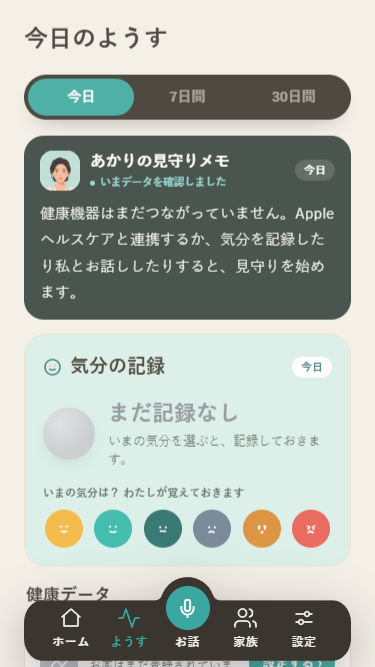 今日のようす
今日
7日間
30日間
あかりの見守りメモ
いまデータを確認しました
今日
健康機器はまだつながっていません。Apple
ヘルスケアと連携するか、気分を記録した
り私とお話ししたりすると、見守りを始め
ます。
気分の記録
今日
まだ記録なし
いまの気分を選ぶと、記録しておきま
す。
いまの気分は？ わたしが覚えておきます
健康データ
ホーム
ようす
お話
家族
設定